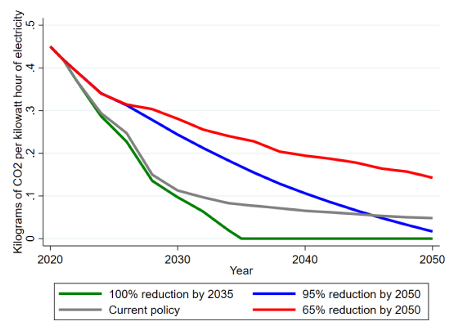 Kilograms of CO2 per kilowatt hour of electricity
.5
.4
.3
.2
.1
0
2020
2030
2040
2050
Year
100% reduction by 2035
95% reduction by 2050
Current policy
65% reduction by 2050